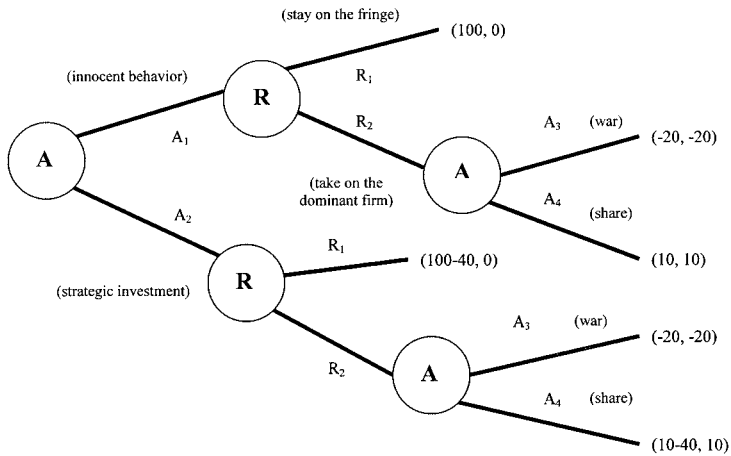 (stay on the fringe)
(100, 0)
(innocent behavior)
R
R₁
A₁
R₂
A₃ (war)
(-20, -20)
A
A
(take on the
dominant firm)
A₄ (share)
A₂
R₁
(10, 10)
(100-40, 0)
R
(strategic investment)
A₃ (war)
(-20, -20)
R₂
A
A₄ (share)
(10-40, 10)